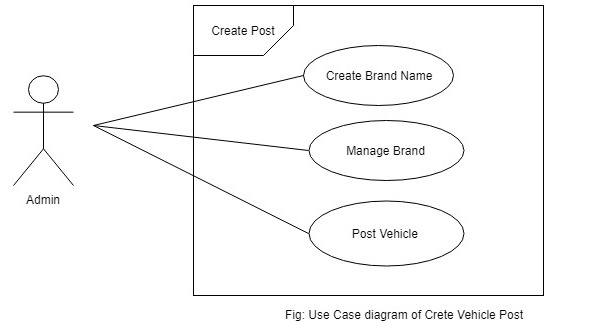 Create Post
Create Brand Name
Manage Brand
Admin
Post Vehicle
Fig: Use Case diagram of Crete Vehicle Post